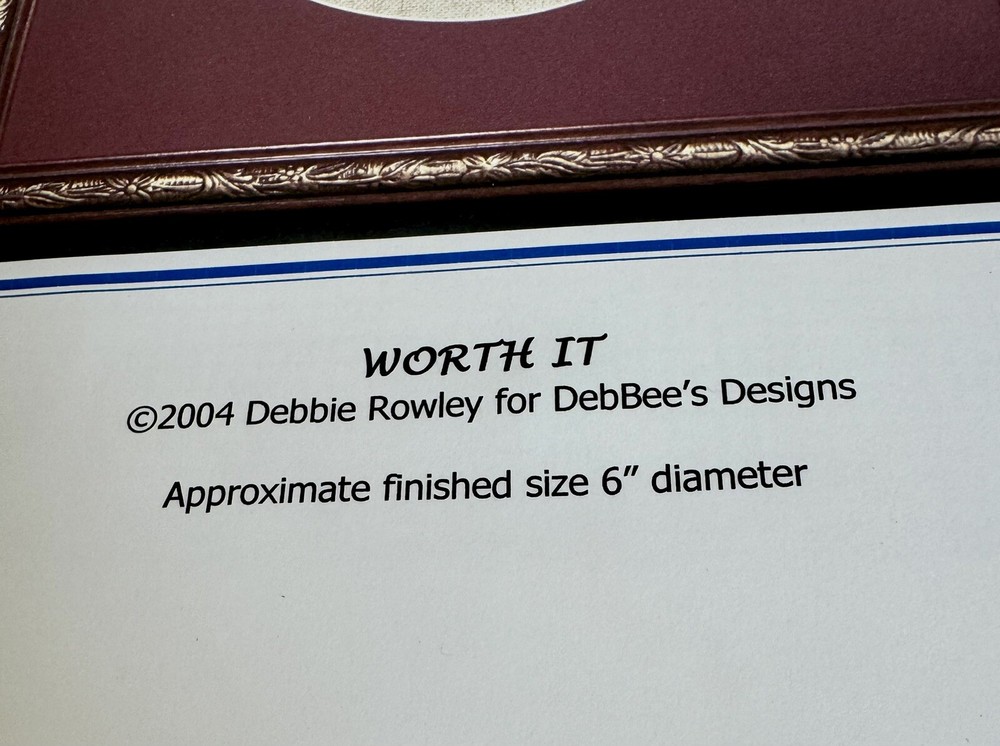 WORTH IT
©2004 Debbie Rowley for DebBee’s Designs
Approximate finished size 6” diameter